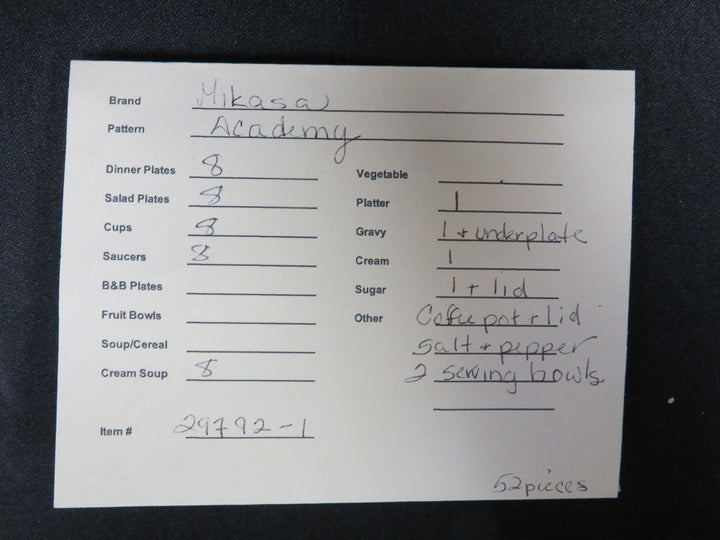 Brand Mikasa
Pattern Academy
Dinner Plates 8
Salad Plates 8
Cups 8
Saucers 8
B&B Plates
Fruit Bowls
Soup/Cereal
Cream Soup 8
Item # 29792-1
Vegetable
Platter 1
Gravy 1 + underplate
Cream 1
Sugar 1 + lid
Other Coffee pot + lid
Salt + pepper
2 serving bowls
52 pieces